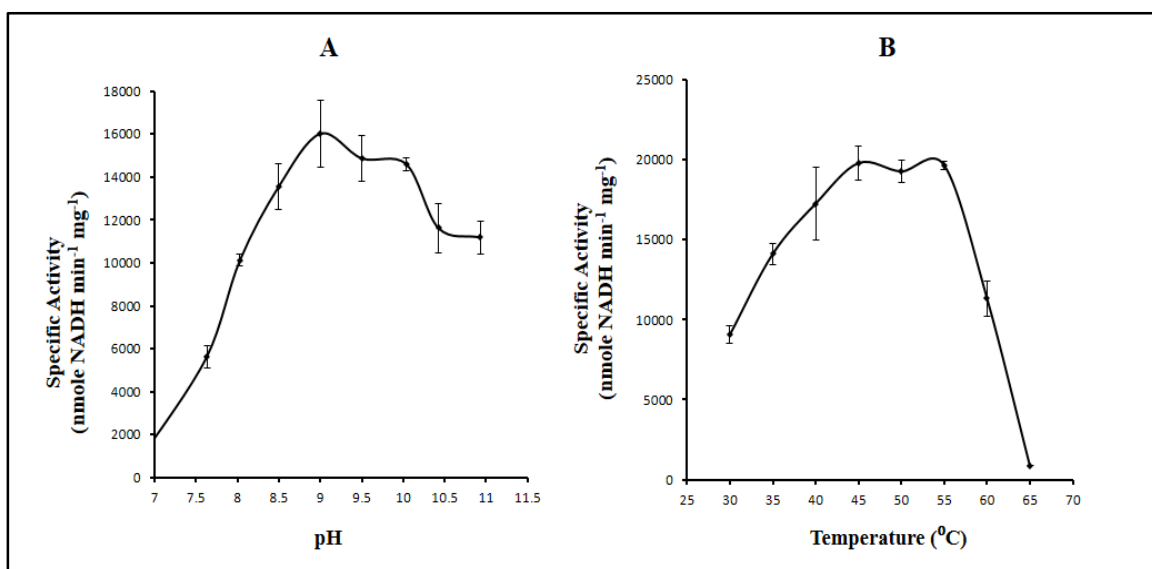 A
18000
16000
14000
12000
10000
8000
6000
4000
2000
0
7 7.5 8 8.5 9 9.5 10 10.5 11 11.5
Specific Activity
(nmole NADH min⁻¹ mg⁻¹)
pH
B
25000
20000
15000
10000
5000
0
25 30 35 40 45 50 55 60 65 70
Specific Activity
(nmole NADH min⁻¹ mg⁻¹)
Temperature (⁰C)